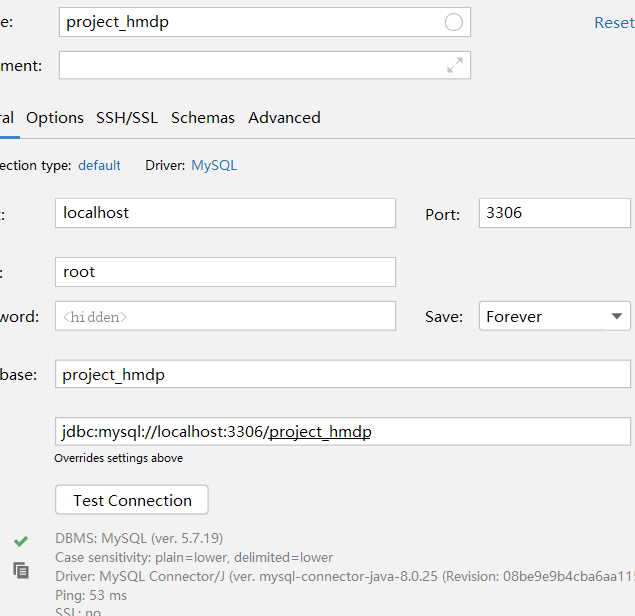 e: project_hmdp Reset
ment:
ral Options SSH/SSL Schemas Advanced
ection type: default Driver: MySQL
: localhost Port: 3306
: root
word: <hidden> Save: Forever
base: project_hmdp
jdbc:mysql://localhost:3306/project_hmdp
Overrides settings above
Test Connection
DBMS: MySQL (ver. 5.7.19)
Case sensitivity: plain=lower, delimited=lower
Driver: MySQL Connector/J (ver. mysql-connector-java-8.0.25 (Revision: 08be9e9b4cba6aa115
Ping: 53 ms
SSL: no